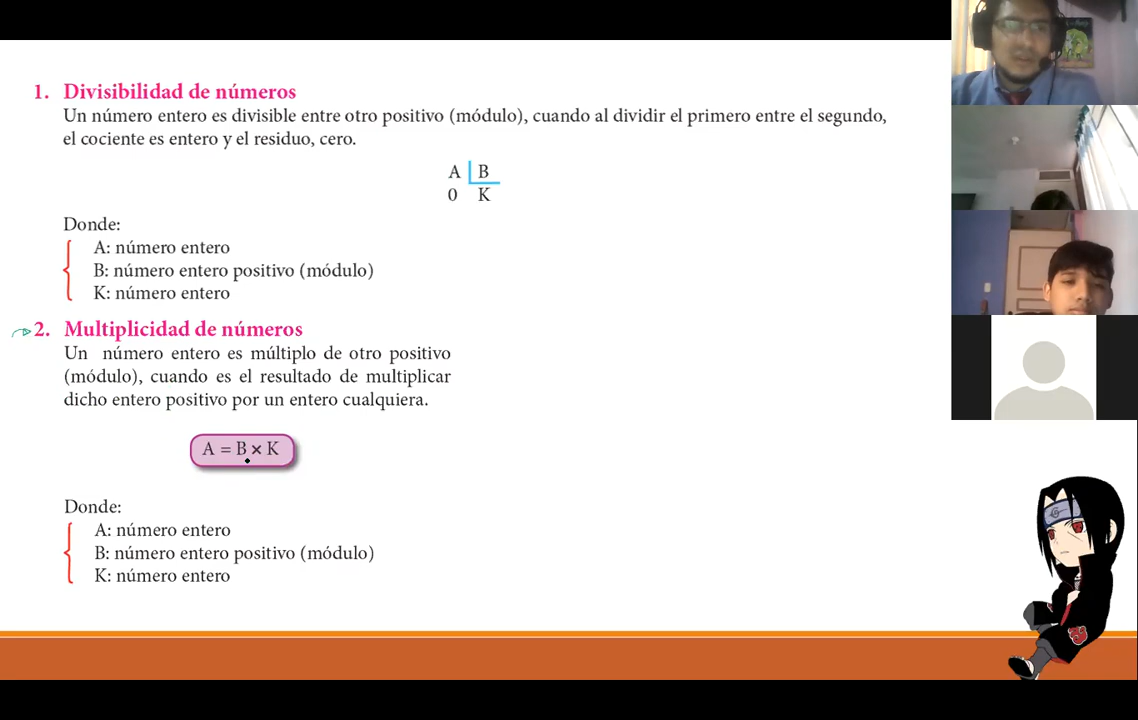 1. Divisibilidad de números
Un número entero es divisible entre otro positivo (módulo), cuando al dividir el primero entre el segundo,
el cociente es entero y el residuo, cero.
A B
0 K
Donde:
A: número entero
B: número entero positivo (módulo)
K: número entero
2. Multiplicidad de números
Un número entero es múltiplo de otro positivo
(módulo), cuando es el resultado de multiplicar
dicho entero positivo por un entero cualquiera.
A = B × K
Donde:
A: número entero
B: número entero positivo (módulo)
K: número entero